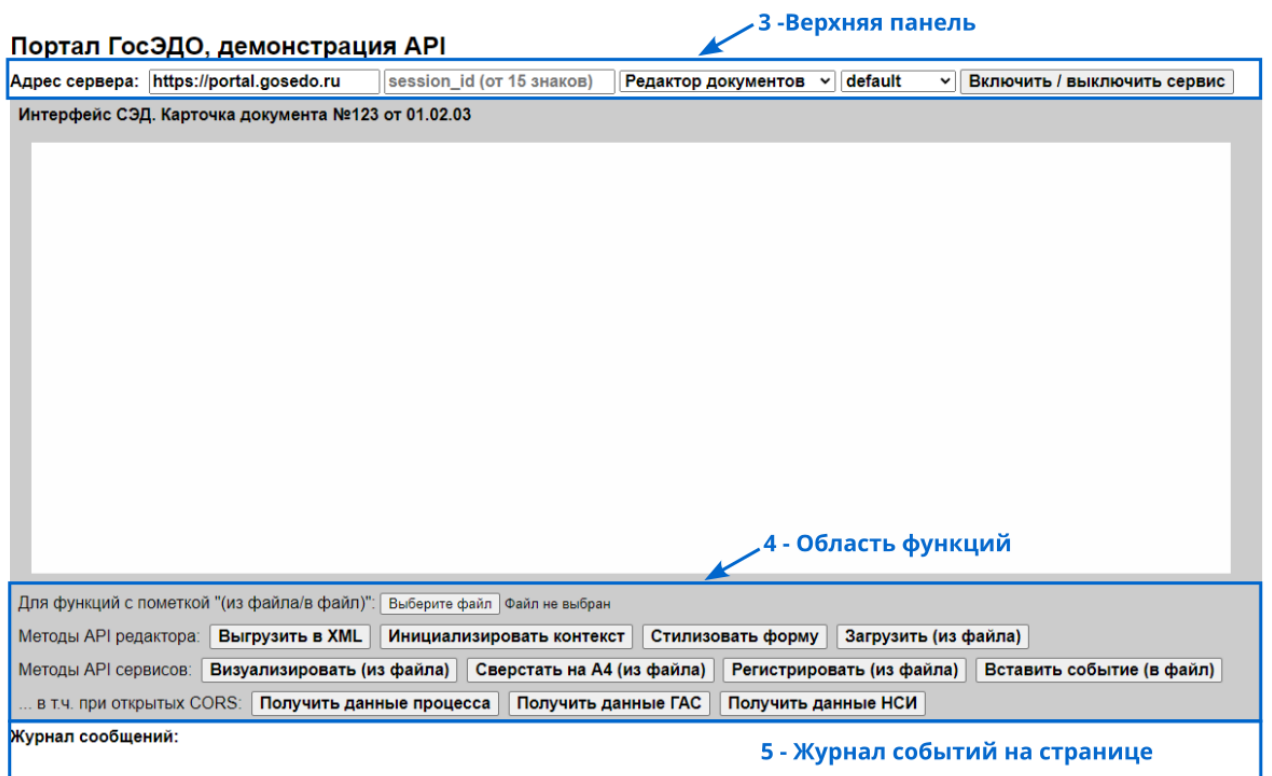 3 -Верхняя панель
Портал ГосЭДО, демонстрация API
Адрес сервера: https://portal.gosedo.ru session_id (от 15 знаков) Редактор документов default Включить / выключить сервис
Интерфейс СЭД. Карточка документа №123 от 01.02.03
4 - Область функций
Для функций с пометкой "(из файла/в файл)": Выберите файл Файл не выбран
Методы API редактора: Выгрузить в XML Инициализировать контекст Стилизовать форму Загрузить (из файла)
Методы API сервисов: Визуализировать (из файла) Сверстать на А4 (из файла) Регистрировать (из файла) Вставить событие (в файл)
... в т.ч. при открытых CORS: Получить данные процесса Получить данные ГАС Получить данные НСИ
Журнал сообщений:
5 - Журнал событий на странице